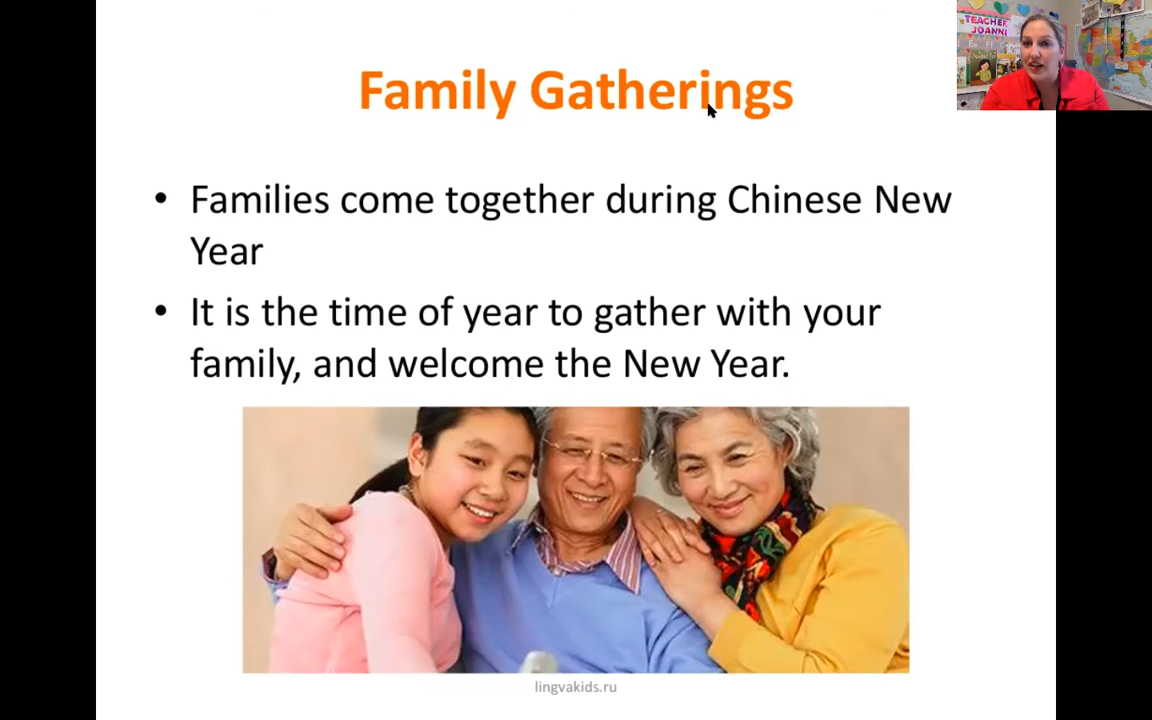 Family Gatherings
TEACHER
JOANNI
• Families come together during Chinese New
Year
• It is the time of year to gather with your
family, and welcome the New Year.
lingvakids.ru